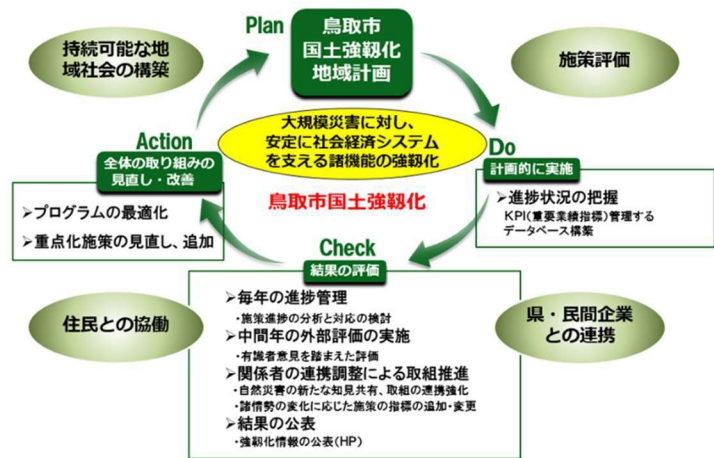 持続可能な地
域社会の構築
Plan
鳥取市
国土強靱化
地域計画
施策評価
大規模災害に対し、
安定に社会経済システム
を支える諸機能の強靱化
鳥取市国土強靱化
Do
計画的に実施
➢進捗状況の把握
KPI(重要業績指標)管理する
データベース構築
Action
全体の取り組みの
見直し・改善
➢プログラムの最適化
➢重点化施策の見直し、追加
Check
結果の評価
➢毎年の進捗管理
・施策進捗の分析と対応の検討
➢中間年の外部評価の実施
・有識者意見を踏まえた評価
➢関係者の連携調整による取組推進
・自然災害の新たな知見共有、取組の連携強化
・諸情勢の変化に応じた施策の指標の追加・変更
➢結果の公表
・強靱化情報の公表(HP)
住民との協働
県・民間企業
との連携